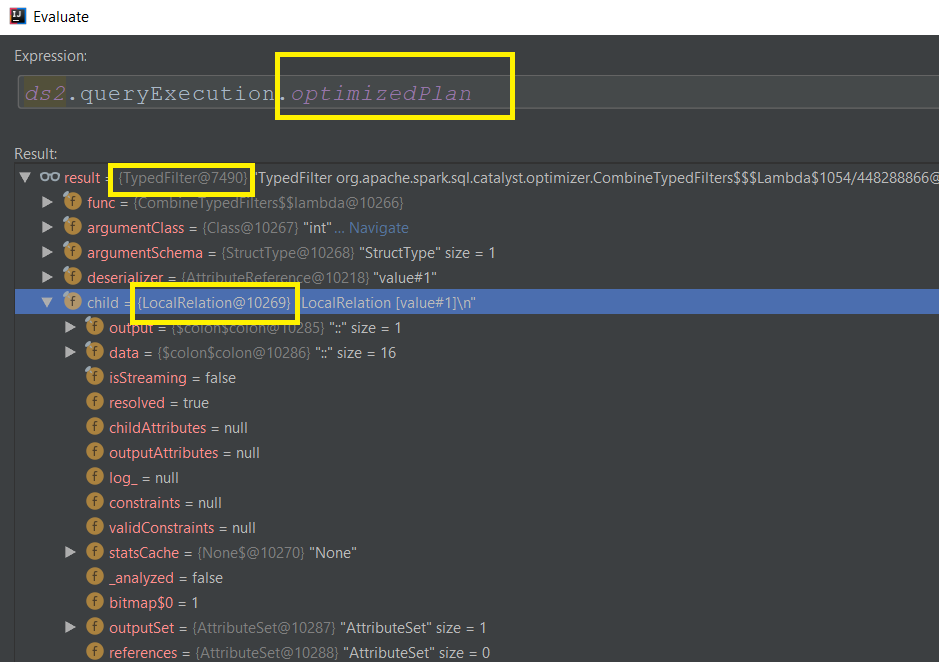 Evaluate
Expression:
ds2.queryExecution.optimizedPlan
Result:
result = {TypedFilter@7490} "TypedFilter org.apache.spark.sql.catalyst.optimizer.CombineTypedFilters$$$Lambda$1054/448288866@
func = {CombineTypedFilters$$lambda@10266}
argumentClass = {Class@10267} "int"... Navigate
argumentSchema = {StructType@10268} "StructType" size = 1
deserializer = {AttributeReference@10218} "value#1"
child = {LocalRelation@10269} "LocalRelation [value#1]\n"
output = {$colon$colon@10285} "::" size = 1
data = {$colon$colon@10286} "::" size = 16
isStreaming = false
resolved = true
childAttributes = null
outputAttributes = null
log_ = null
constraints = null
validConstraints = null
statsCache = {None$@10270} "None"
_analyzed = false
bitmap$0 = 1
outputSet = {AttributeSet@10287} "AttributeSet" size = 1
references = {AttributeSet@10288} "AttributeSet" size = 0